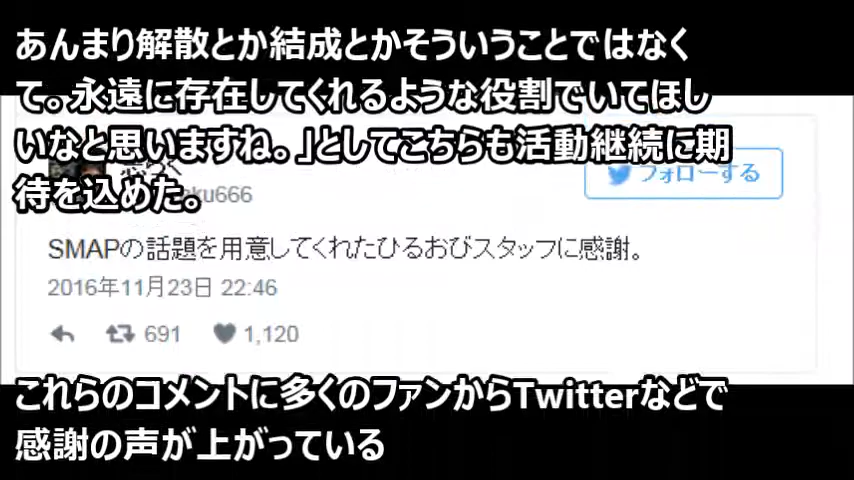 あんまり解散とか結成とかそういうことではなく
て。永遠に存在してくれるような役割でいてほし
いなと思いますね。」としてこちらも活動継続に期
待を込めた。
フォローする
ku666
SMAPの話題を用意してくれたひるおびスタッフに感謝。
2016年11月23日 22:46
691
1,120
これらのコメントに多くのファンからTwitterなどで
感謝の声が上がっている